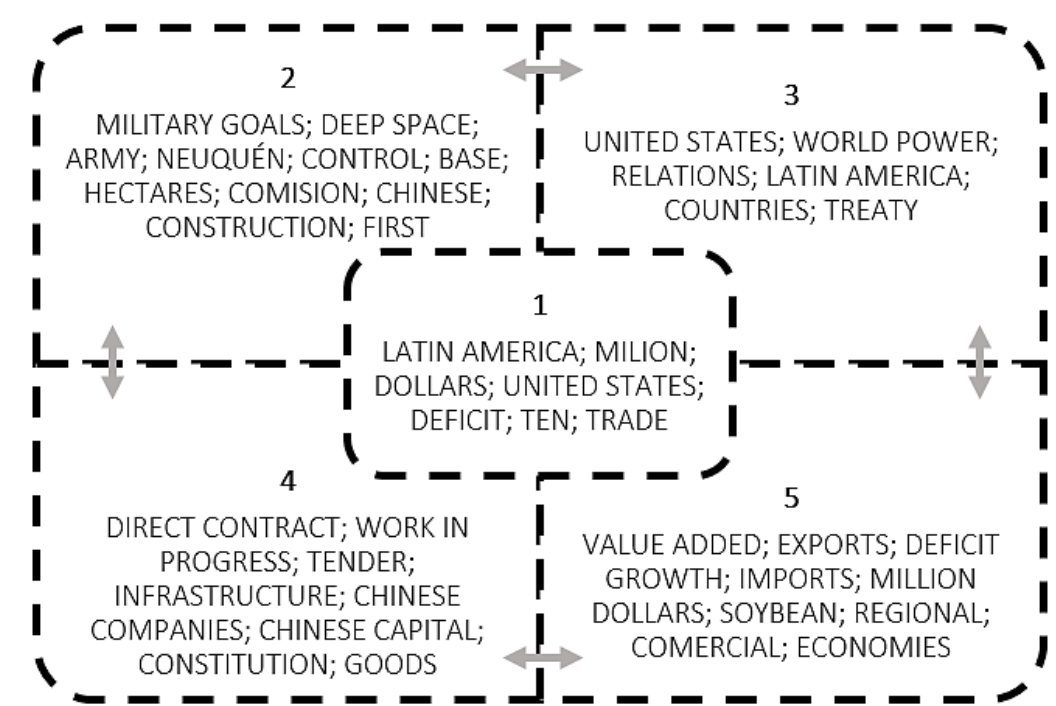 2
MILITARY GOALS; DEEP SPACE;
ARMY; NEUQUÉN; CONTROL; BASE;
HECTARES; COMISION; CHINESE;
CONSTRUCTION; FIRST
3
UNITED STATES; WORLD POWER;
RELATIONS; LATIN AMERICA;
COUNTRIES; TREATY
1
LATIN AMERICA; MILION;
DOLLARS; UNITED STATES;
DEFICIT; TEN; TRADE
4
DIRECT CONTRACT; WORK IN
PROGRESS; TENDER;
INFRASTRUCTURE; CHINESE
COMPANIES; CHINESE CAPITAL;
CONSTITUTION; GOODS
5
VALUE ADDED; EXPORTS; DEFICIT
GROWTH; IMPORTS; MILLION
DOLLARS; SOYBEAN; REGIONAL;
COMERCIAL; ECONOMIES